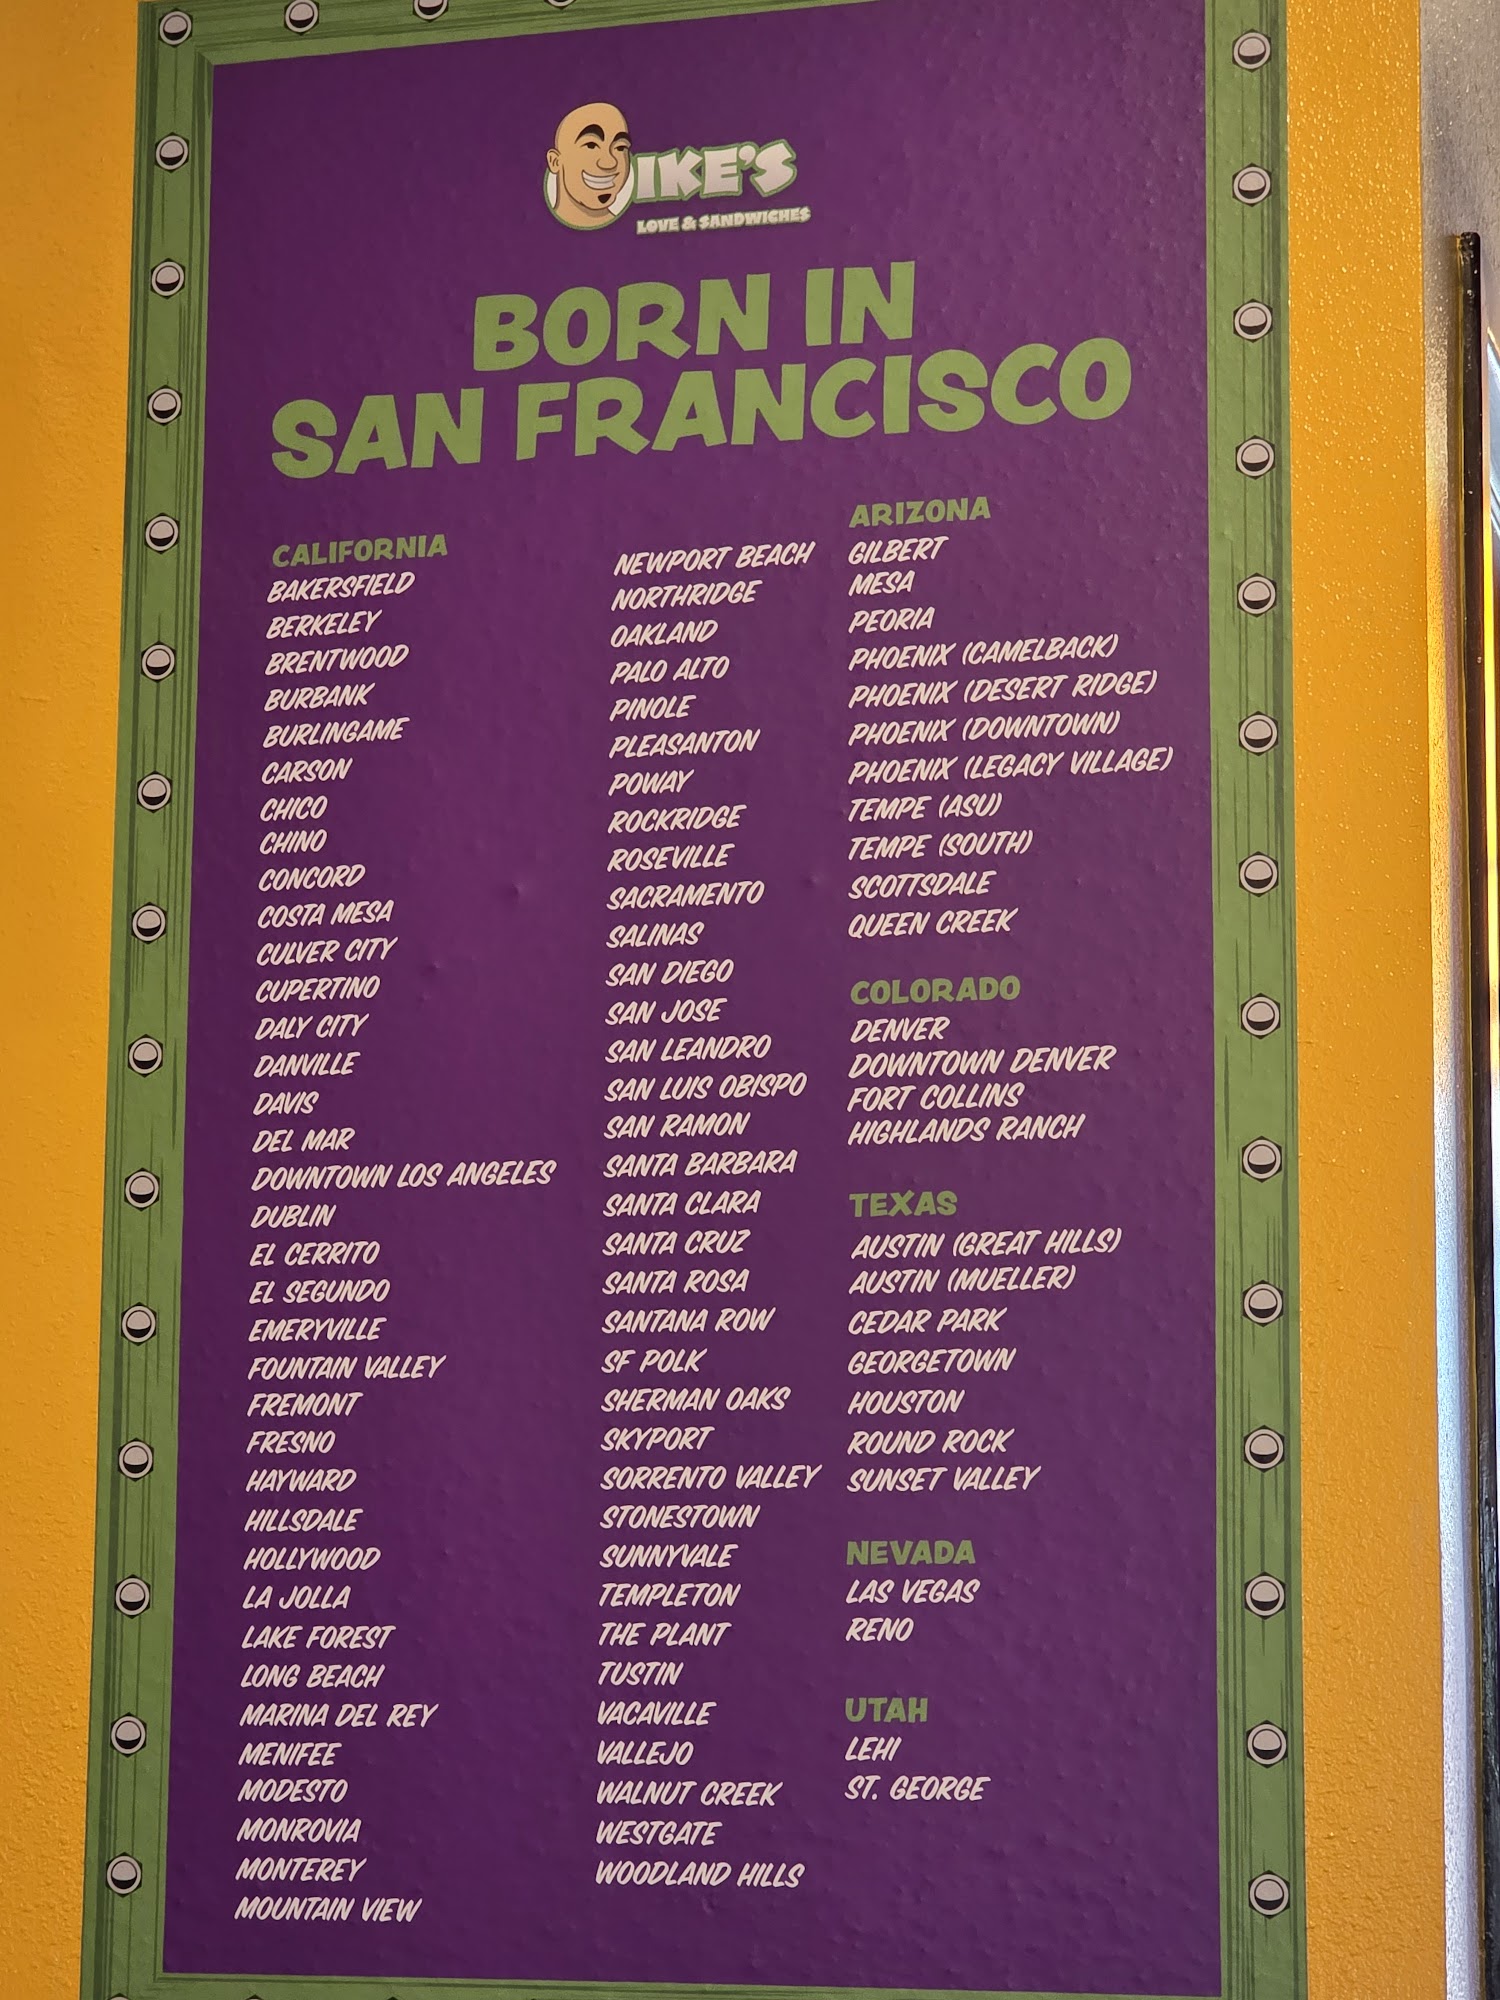 IKE'S
LOVE & SANDWICHES
BORN IN
SAN FRANCISCO
CALIFORNIA
BAKERSFIELD
BERKELEY
BRENTWOOD
BURBANK
BURLINGAME
CARSON
CHICO
CHINO
CONCORD
COSTA MESA
CULVER CITY
CUPERTINO
DALY CITY
DANVILLE
DAVIS
DEL MAR
DOWNTOWN LOS ANGELES
DUBLIN
EL CERRITO
EL SEGUNDO
EMERYVILLE
FOUNTAIN VALLEY
FREMONT
FRESNO
HAYWARD
HILLSDALE
HOLLYWOOD
LA JOLLA
LAKE FOREST
LONG BEACH
MARINA DEL REY
MENIFEE
MODESTO
MONROVIA
MONTEREY
MOUNTAIN VIEW
NEWPORT BEACH
NORTHRIDGE
OAKLAND
PALO ALTO
PINOLE
PLEASANTON
POWAY
ROCKRIDGE
ROSEVILLE
SACRAMENTO
SALINAS
SAN DIEGO
SAN JOSE
SAN LEANDRO
SAN LUIS OBISPO
SAN RAMON
SANTA BARBARA
SANTA CLARA
SANTA CRUZ
SANTA ROSA
SANTANA ROW
SF POLK
SHERMAN OAKS
SKYPORT
SORRENTO VALLEY
STONESTOWN
SUNNYVALE
TEMPLETON
THE PLANT
TUSTIN
VACAVILLE
VALLEJO
WALNUT CREEK
WESTGATE
WOODLAND HILLS
ARIZONA
GILBERT
MESA
PEORIA
PHOENIX (CAMELBACK)
PHOENIX (DESERT RIDGE)
PHOENIX (DOWNTOWN)
PHOENIX (LEGACY VILLAGE)
TEMPE (ASU)
TEMPE (SOUTH)
SCOTTSDALE
QUEEN CREEK
COLORADO
DENVER
DOWNTOWN DENVER
FORT COLLINS
HIGHLANDS RANCH
TEXAS
AUSTIN (GREAT HILLS)
AUSTIN (MUELLER)
CEDAR PARK
GEORGETOWN
HOUSTON
ROUND ROCK
SUNSET VALLEY
NEVADA
LAS VEGAS
RENO
UTAH
LEHI
ST. GEORGE